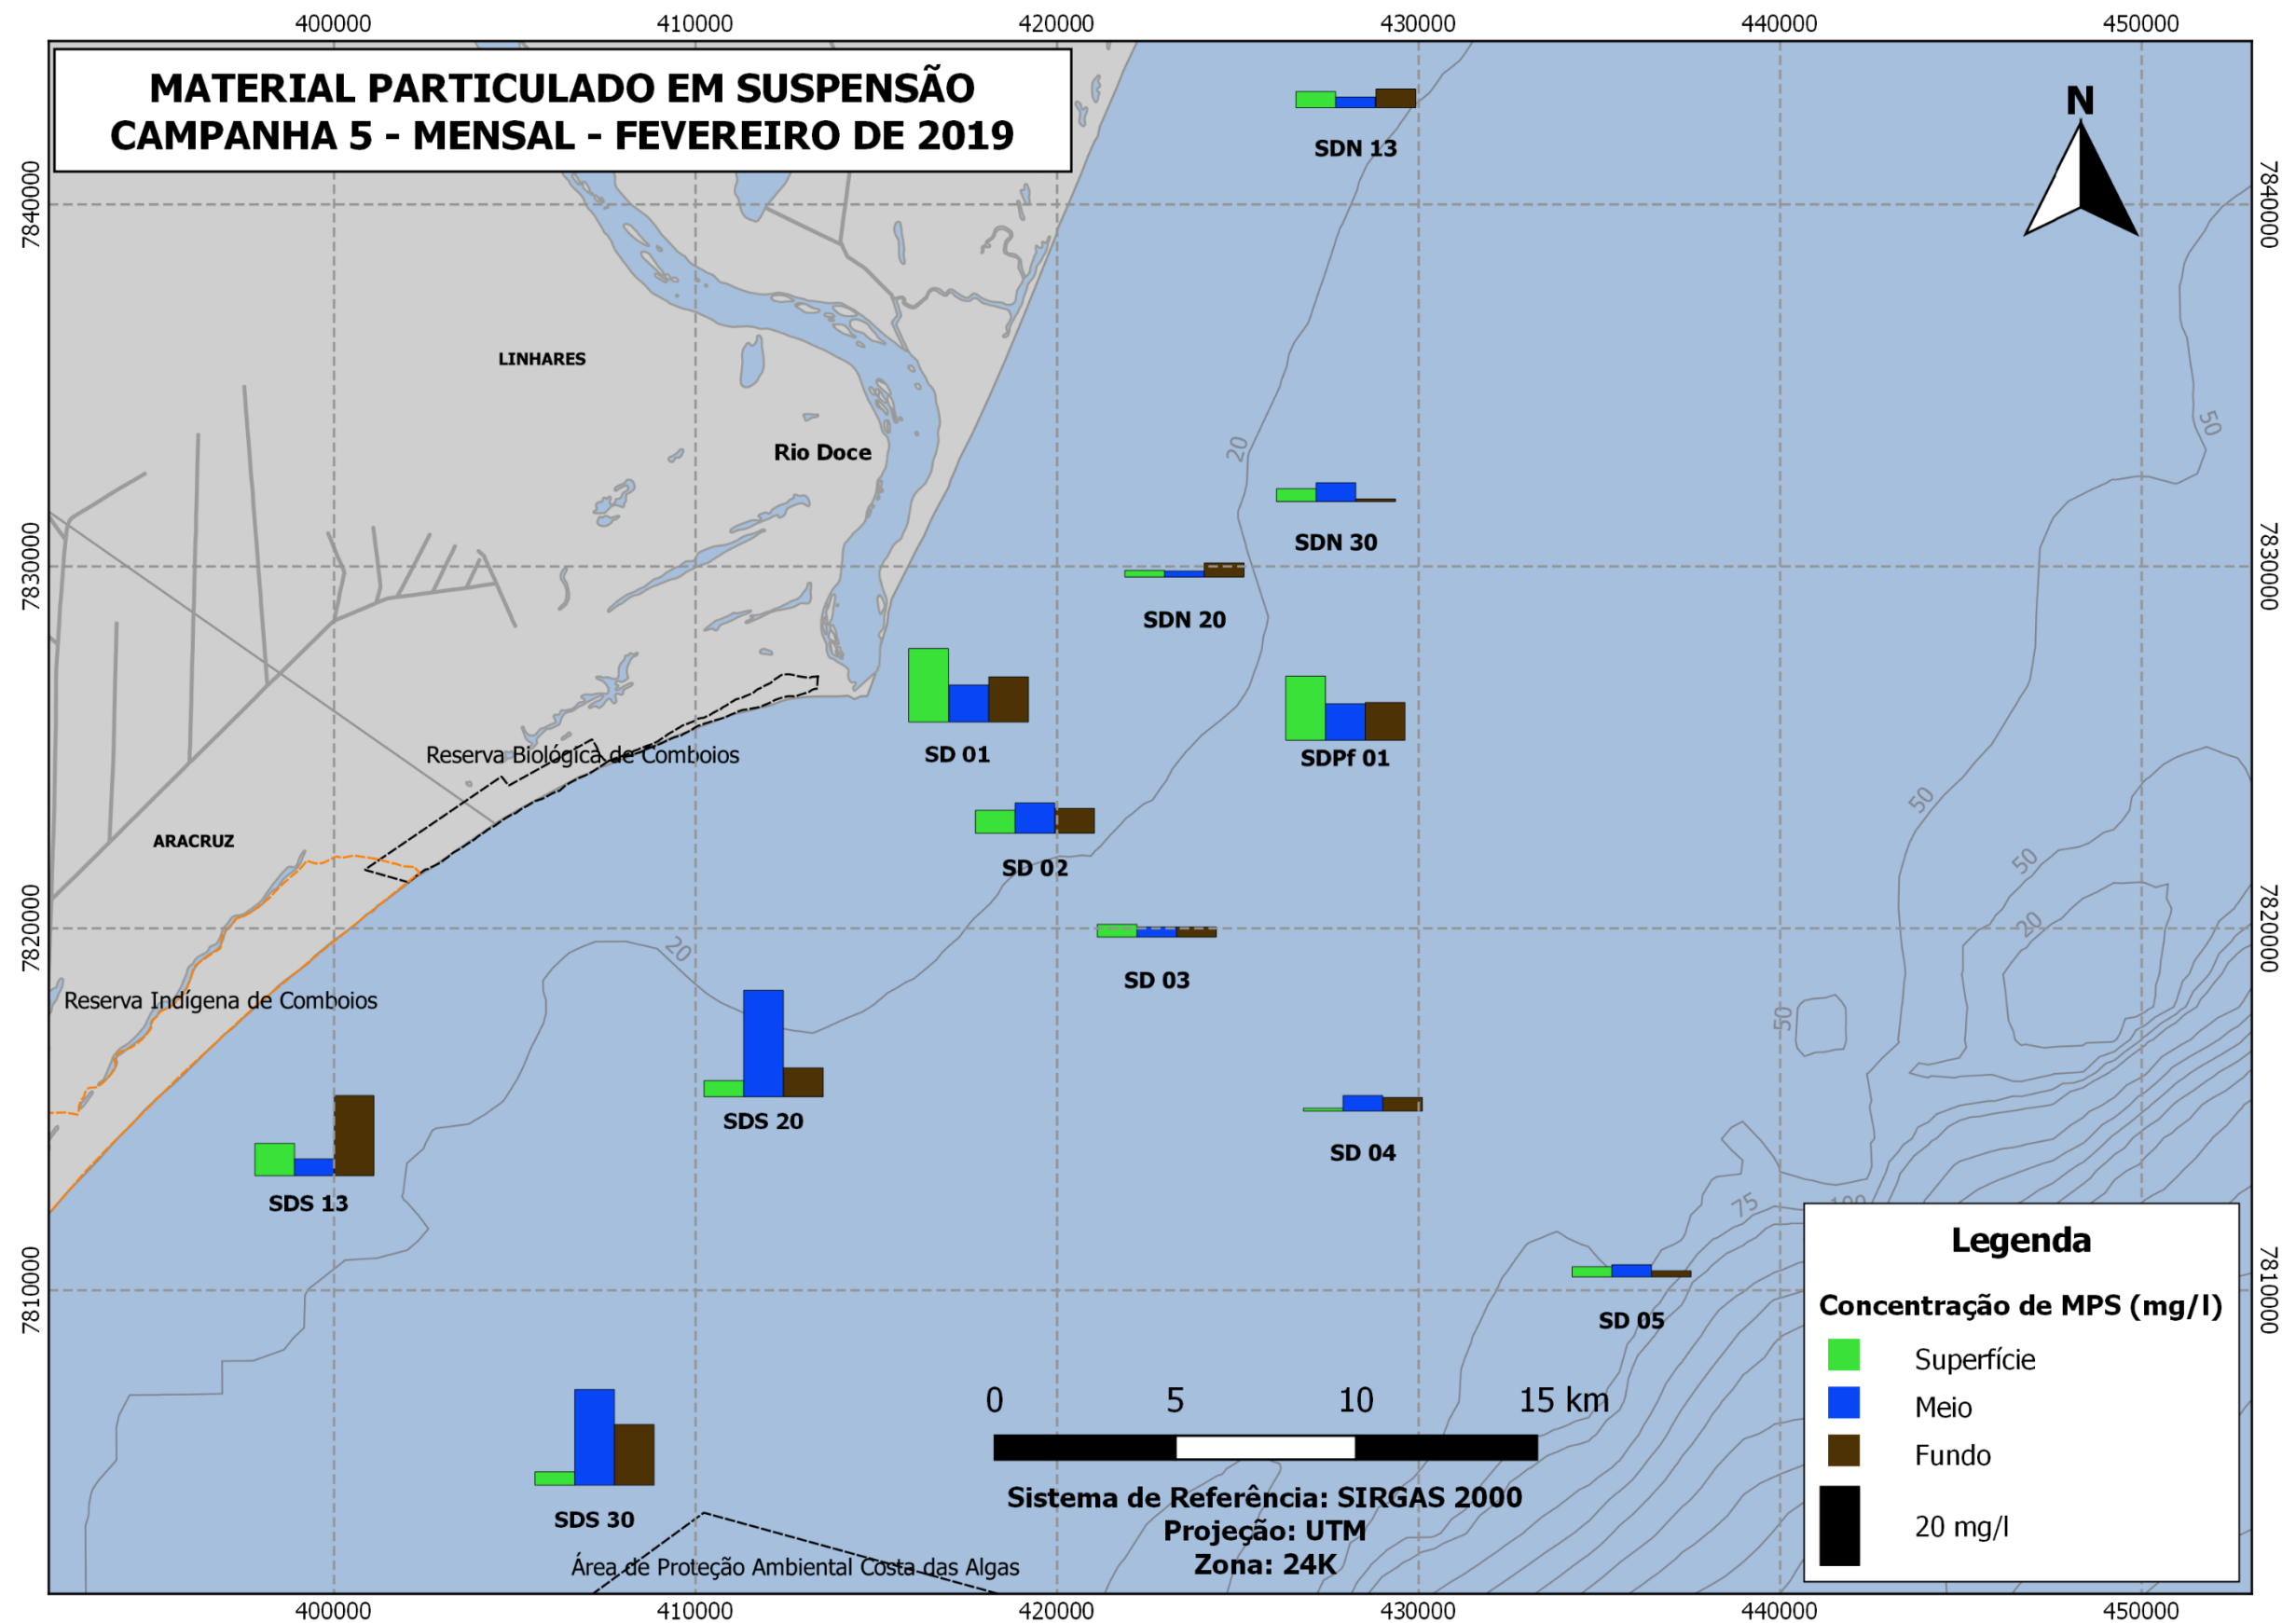 400000 410000 420000 430000 440000 450000
MATERIAL PARTICULADO EM SUSPENSÃO
CAMPANHA 5 - MENSAL - FEVEREIRO DE 2019
N
SDN 13
7840000
7840000
LINHARES
50
20
Rio Doce
SDN 30
7830000
7830000
SDN 20
Reserva Biológica de Comboios
SD 01
SDPf 01
50
ARACRUZ
SD 02
50
20
7820000
7820000
20
SD 03
Reserva Indígena de Comboios
50
SDS 20
SD 04
SDS 13
75
100
7810000
7810000
SD 05
Legenda
Concentração de MPS (mg/l)
Superfície
Meio
Fundo
20 mg/l
0 5 10 15 km
Sistema de Referência: SIRGAS 2000
Projeção: UTM
Zona: 24K
SDS 30
Área de Proteção Ambiental Costa das Algas
400000 410000 420000 430000 440000 450000